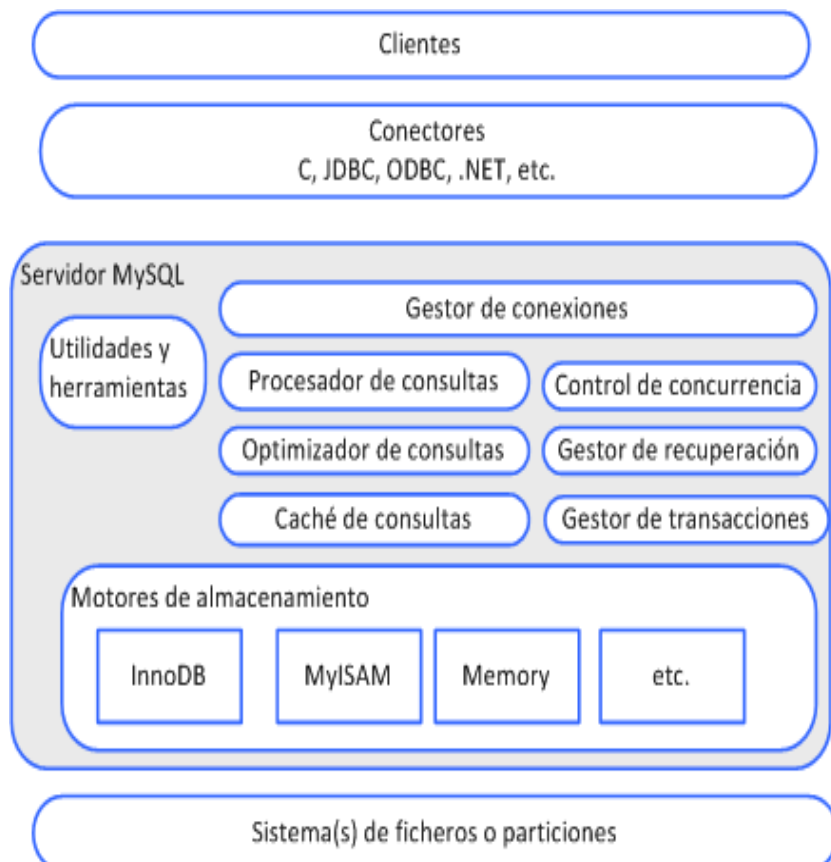 Clientes
Conectores
C, JDBC, ODBC, .NET, etc.
Servidor MySQL
Utilidades y
herramientas
Gestor de conexiones
Procesador de consultas
Control de concurrencia
Optimizador de consultas
Gestor de recuperación
Caché de consultas
Gestor de transacciones
Motores de almacenamiento
InnoDB
MyISAM
Memory
etc.
Sistema(s) de ficheros o particiones